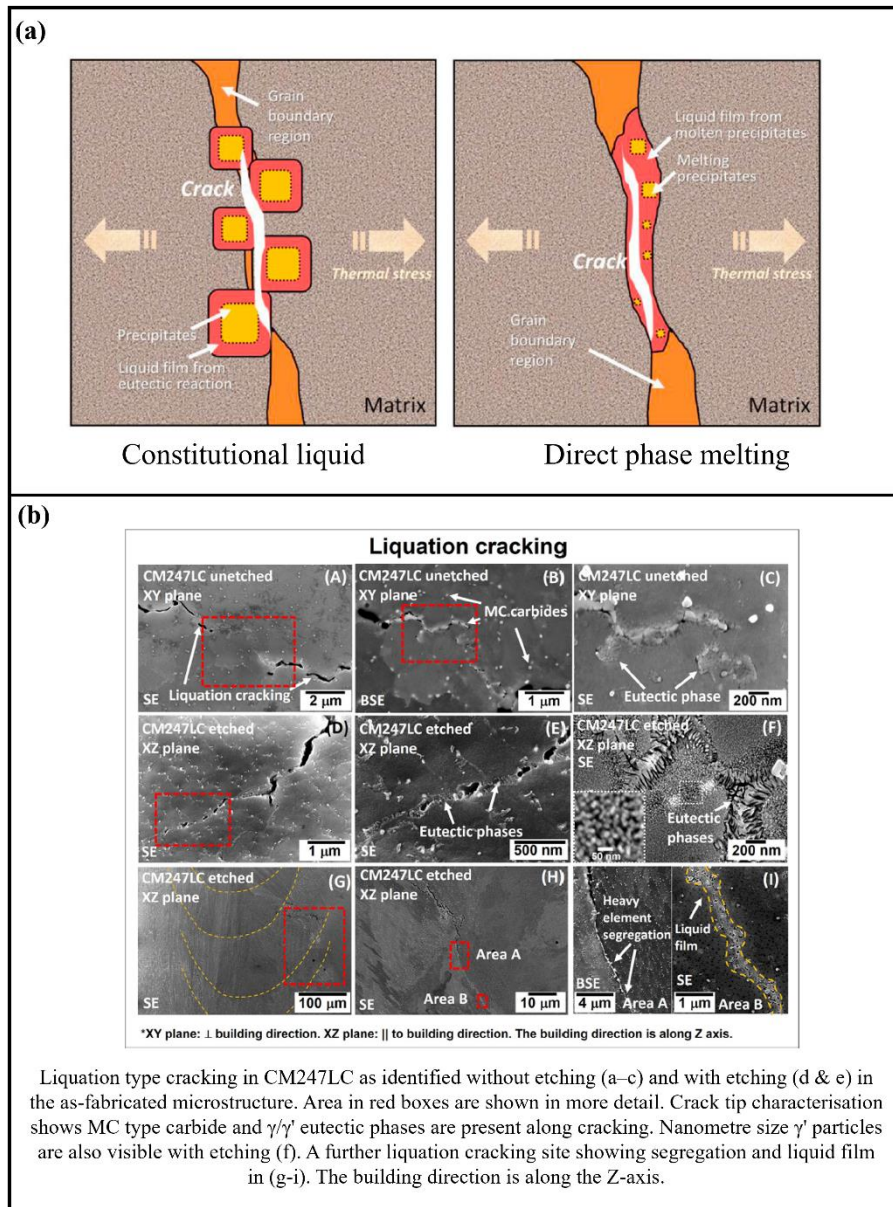 (a)
Grain
boundary
region
Crack
Thermal stress
Precipitates
Liquid film from
eutectic reaction
Matrix
Constitutional liquid
Liquid film from
molten precipitates
Melting
precipitates
Crack
Thermal stress
Grain
boundary
region
Matrix
Direct phase melting
(b)
Liquation cracking
CM247LC unetched (A)
XY plane
Liquation cracking
SE
2 μm
CM247LC unetched (B)
XY plane
MC carbides
BSE
1 μm
CM247LC unetched (C)
XY plane
Eutectic phase
SE
200 nm
CM247LC etched (D)
XZ plane
SE
1 μm
CM247LC etched (E)
XZ plane
Eutectic phases
SE
500 nm
CM247LC etched (F)
XZ plane
SE
Eutectic
phases
50 nm
200 nm
CM247LC etched (G)
XZ plane
SE
100 μm
CM247LC etched (H)
XZ plane
Area A
Area B
SE
10 μm
(I)
Heavy
element
segregation
BSE
4 μm Area A
Liquid
film
SE
1 μm Area B
*XY plane: ⊥ building direction. XZ plane: || to building direction. The building direction is along Z axis.
Liquation type cracking in CM247LC as identified without etching (a–c) and with etching (d & e) in
the as-fabricated microstructure. Area in red boxes are shown in more detail. Crack tip characterisation
shows MC type carbide and γ/γ' eutectic phases are present along cracking. Nanometre size γ' particles
are also visible with etching (f). A further liquation cracking site showing segregation and liquid film
in (g-i). The building direction is along the Z-axis.